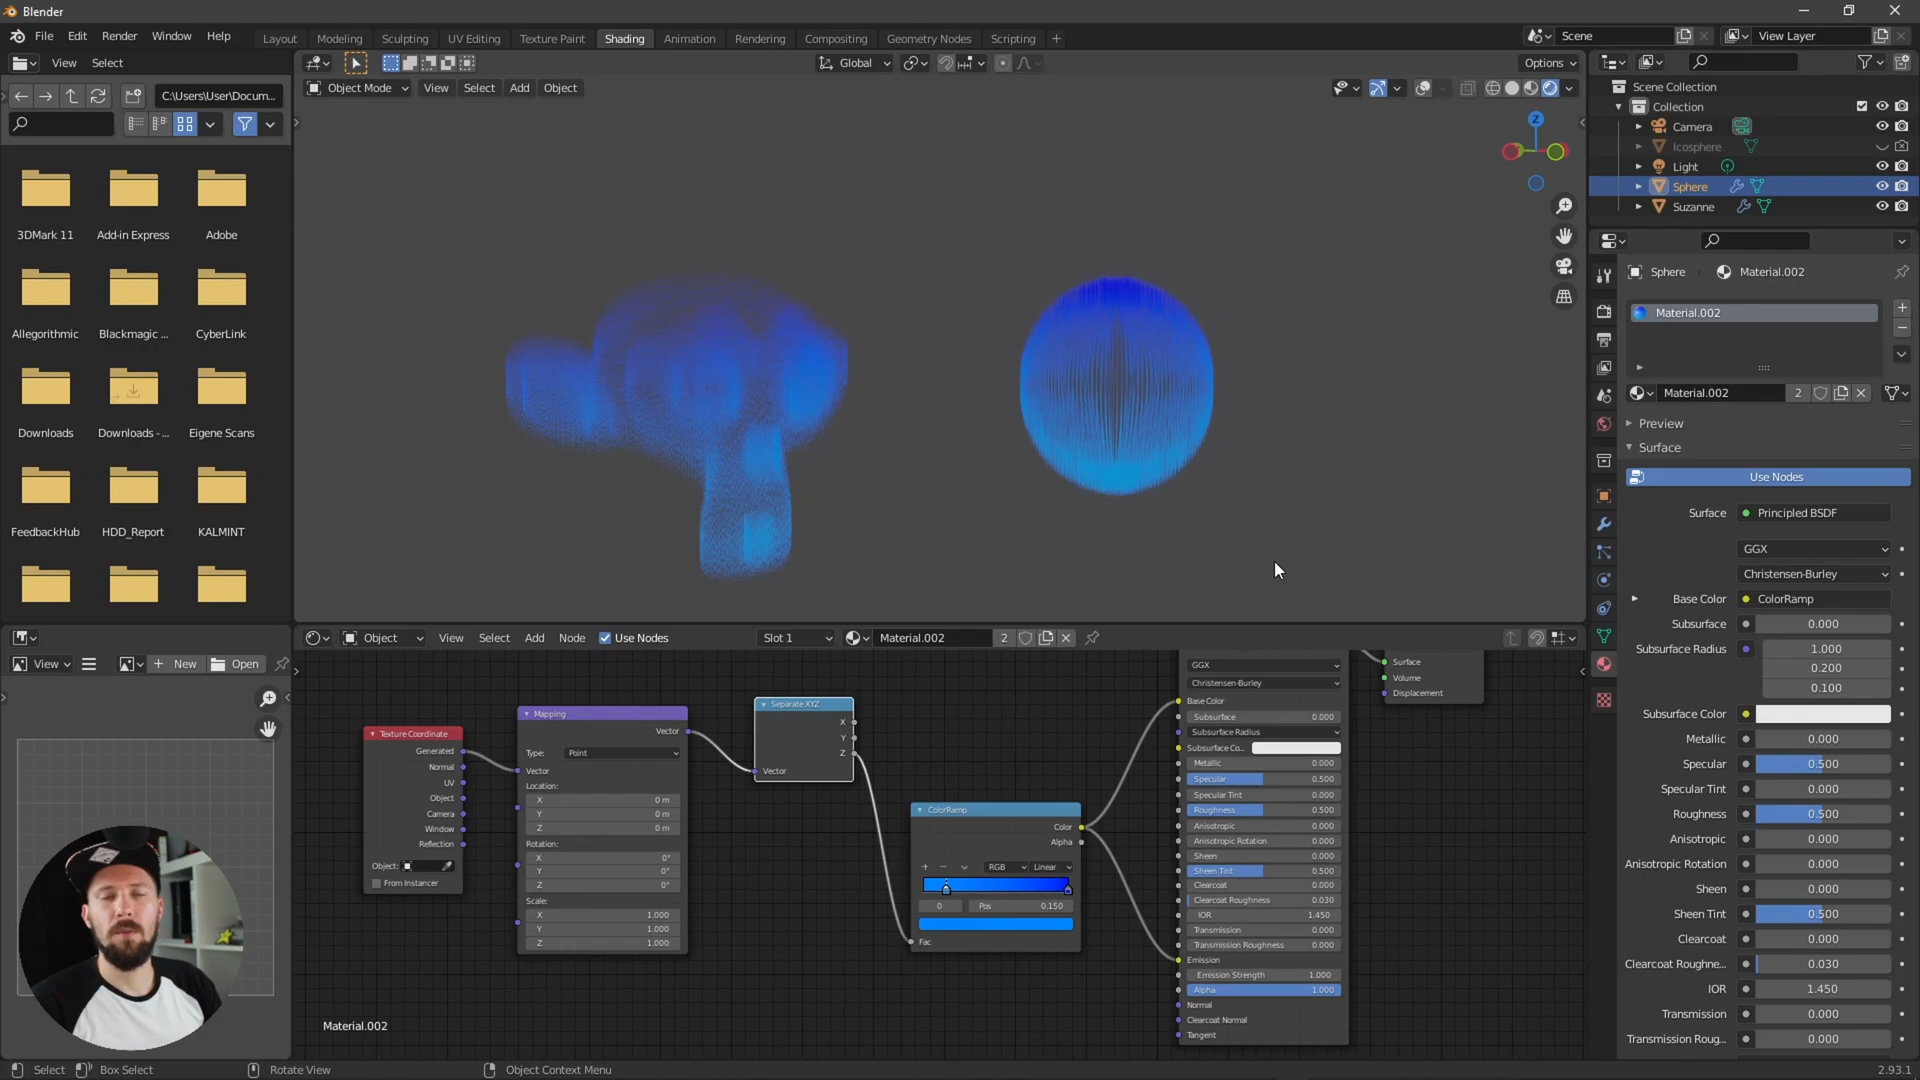 Blender
File Edit Render Window Help
Layout Modeling Sculpting UV Editing Texture Paint Shading Animation Rendering Compositing Geometry Nodes Scripting +
Scene
View Layer
View Select
Global
Options
C:\Users\User\Docum...
Object Mode View Select Add Object
3DMark 11 Add-in Express Adobe
Allegorithmic Blackmagic ... CyberLink
Downloads Downloads - ... Eigene Scans
FeedbackHub HDD_Report KALMINT
Z
Scene Collection
Collection
Camera
Icosphere
Light
Sphere
Suzanne
Sphere Material.002
Material.002
Material.002 2
Preview
Surface
Use Nodes
Surface Principled BSDF
GGX
Christensen-Burley
Base Color ColorRamp
Subsurface 0.000
Subsurface Radius 1.000
0.200
0.100
Subsurface Color
Metallic 0.000
Specular 0.500
Specular Tint 0.000
Roughness 0.500
Anisotropic 0.000
Anisotropic Rotation 0.000
Sheen 0.000
Sheen Tint 0.500
Clearcoat 0.000
Clearcoat Roughne... 0.030
IOR 1.450
Transmission 0.000
Transmission Roug... 0.000
View + New Open
Object View Select Add Node Use Nodes Slot 1 Material.002 2
Texture Coordinate
Generated
Normal
UV
Object
Camera
Window
Reflection
Object:
From Instancer
Mapping
Vector
Type: Point
Vector
Location:
X 0 m
Y 0 m
Z 0 m
Rotation:
X 0°
Y 0°
Z 0°
Scale:
X 1.000
Y 1.000
Z 1.000
Separate XYZ
X
Y
Z
Vector
ColorRamp
Color
Alpha
+ − RGB Linear
0 Pos 0.150
Fac
GGX
Christensen-Burley
Base Color
Subsurface 0.000
Subsurface Radius
Subsurface Co...
Metallic 0.000
Specular 0.500
Specular Tint 0.000
Roughness 0.500
Anisotropic 0.000
Anisotropic Rotation 0.000
Sheen 0.000
Sheen Tint 0.500
Clearcoat 0.000
Clearcoat Roughness 0.030
IOR 1.450
Transmission 0.000
Transmission Roughness 0.000
Emission
Emission Strength 1.000
Alpha 1.000
Normal
Clearcoat Normal
Tangent
Surface
Volume
Displacement
Material.002
Select Box Select Rotate View Object Context Menu 2.93.1